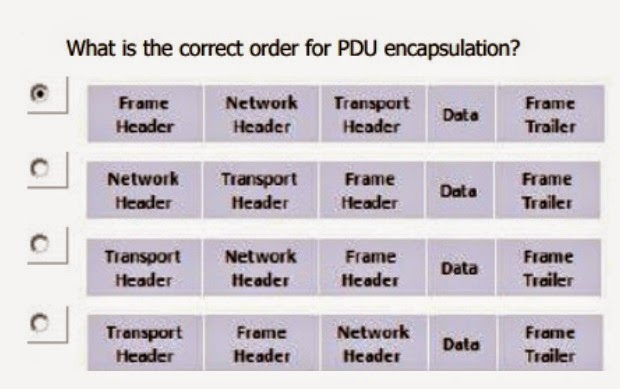 What is the correct order for PDU encapsulation?
Frame Header Network Header Transport Header Data Frame Trailer
Network Header Transport Header Frame Header Data Frame Trailer
Transport Header Network Header Frame Header Data Frame Trailer
Transport Header Frame Header Network Header Data Frame Trailer